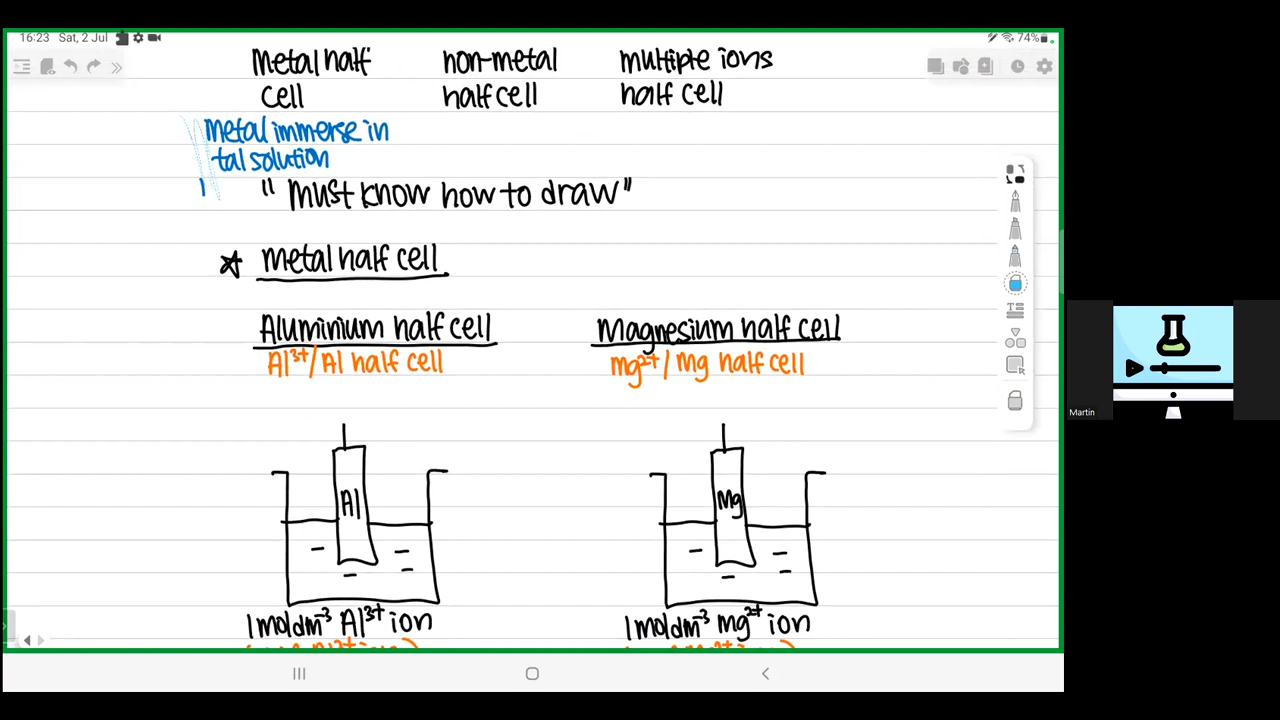 16:23 Sat, 2 Jul
74%
Metal half non-metal multiple ions
cell half cell half cell
Metal immerse in
tal solution
" Must know how to draw"
Metal half cell
Aluminium half cell Magnesium half cell
Al3+/Al half cell Mg2+/Mg half cell
Al Mg
1moldm-3 Al3+ ion 1moldm-3 mg2+ ion
Martin